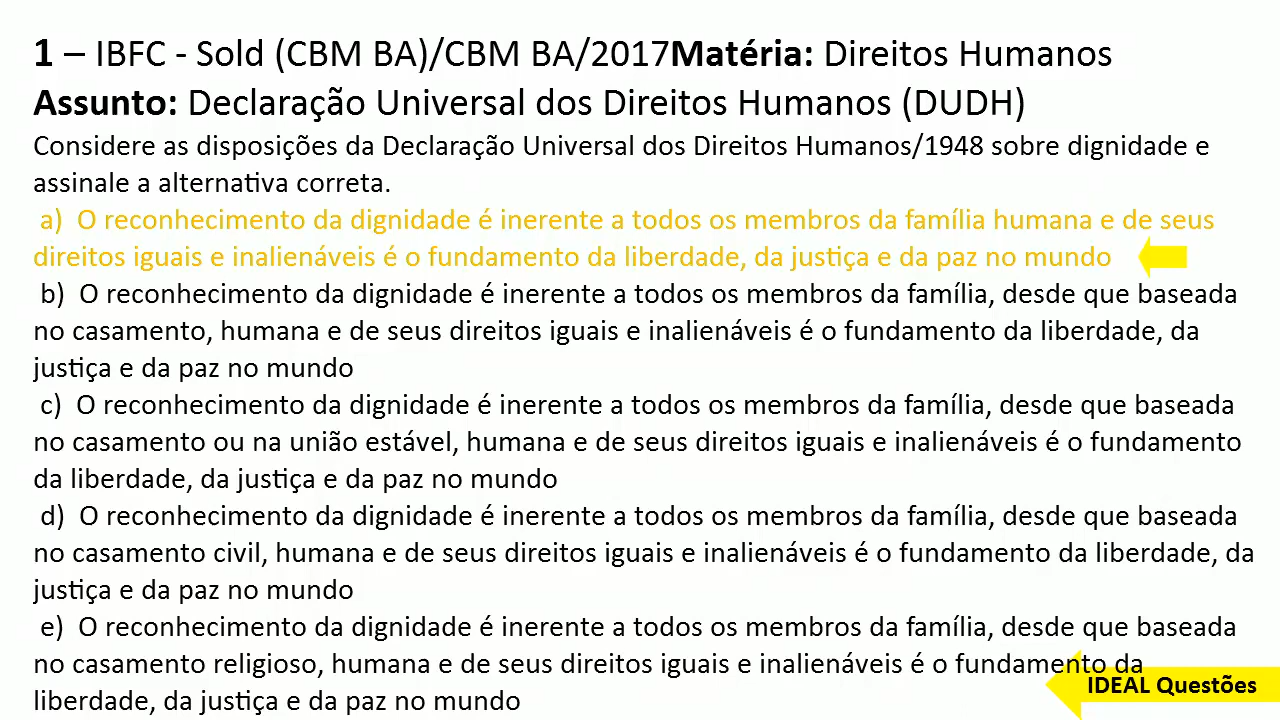 1 – IBFC - Sold (CBM BA)/CBM BA/2017Matéria: Direitos Humanos
Assunto: Declaração Universal dos Direitos Humanos (DUDH)
Considere as disposições da Declaração Universal dos Direitos Humanos/1948 sobre dignidade e
assinale a alternativa correta.
a) O reconhecimento da dignidade é inerente a todos os membros da família humana e de seus
direitos iguais e inalienáveis é o fundamento da liberdade, da justiça e da paz no mundo
b) O reconhecimento da dignidade é inerente a todos os membros da família, desde que baseada
no casamento, humana e de seus direitos iguais e inalienáveis é o fundamento da liberdade, da
justiça e da paz no mundo
c) O reconhecimento da dignidade é inerente a todos os membros da família, desde que baseada
no casamento ou na união estável, humana e de seus direitos iguais e inalienáveis é o fundamento
da liberdade, da justiça e da paz no mundo
d) O reconhecimento da dignidade é inerente a todos os membros da família, desde que baseada
no casamento civil, humana e de seus direitos iguais e inalienáveis é o fundamento da liberdade, da
justiça e da paz no mundo
e) O reconhecimento da dignidade é inerente a todos os membros da família, desde que baseada
no casamento religioso, humana e de seus direitos iguais e inalienáveis é o fundamento da
liberdade, da justiça e da paz no mundo
IDEAL Questões